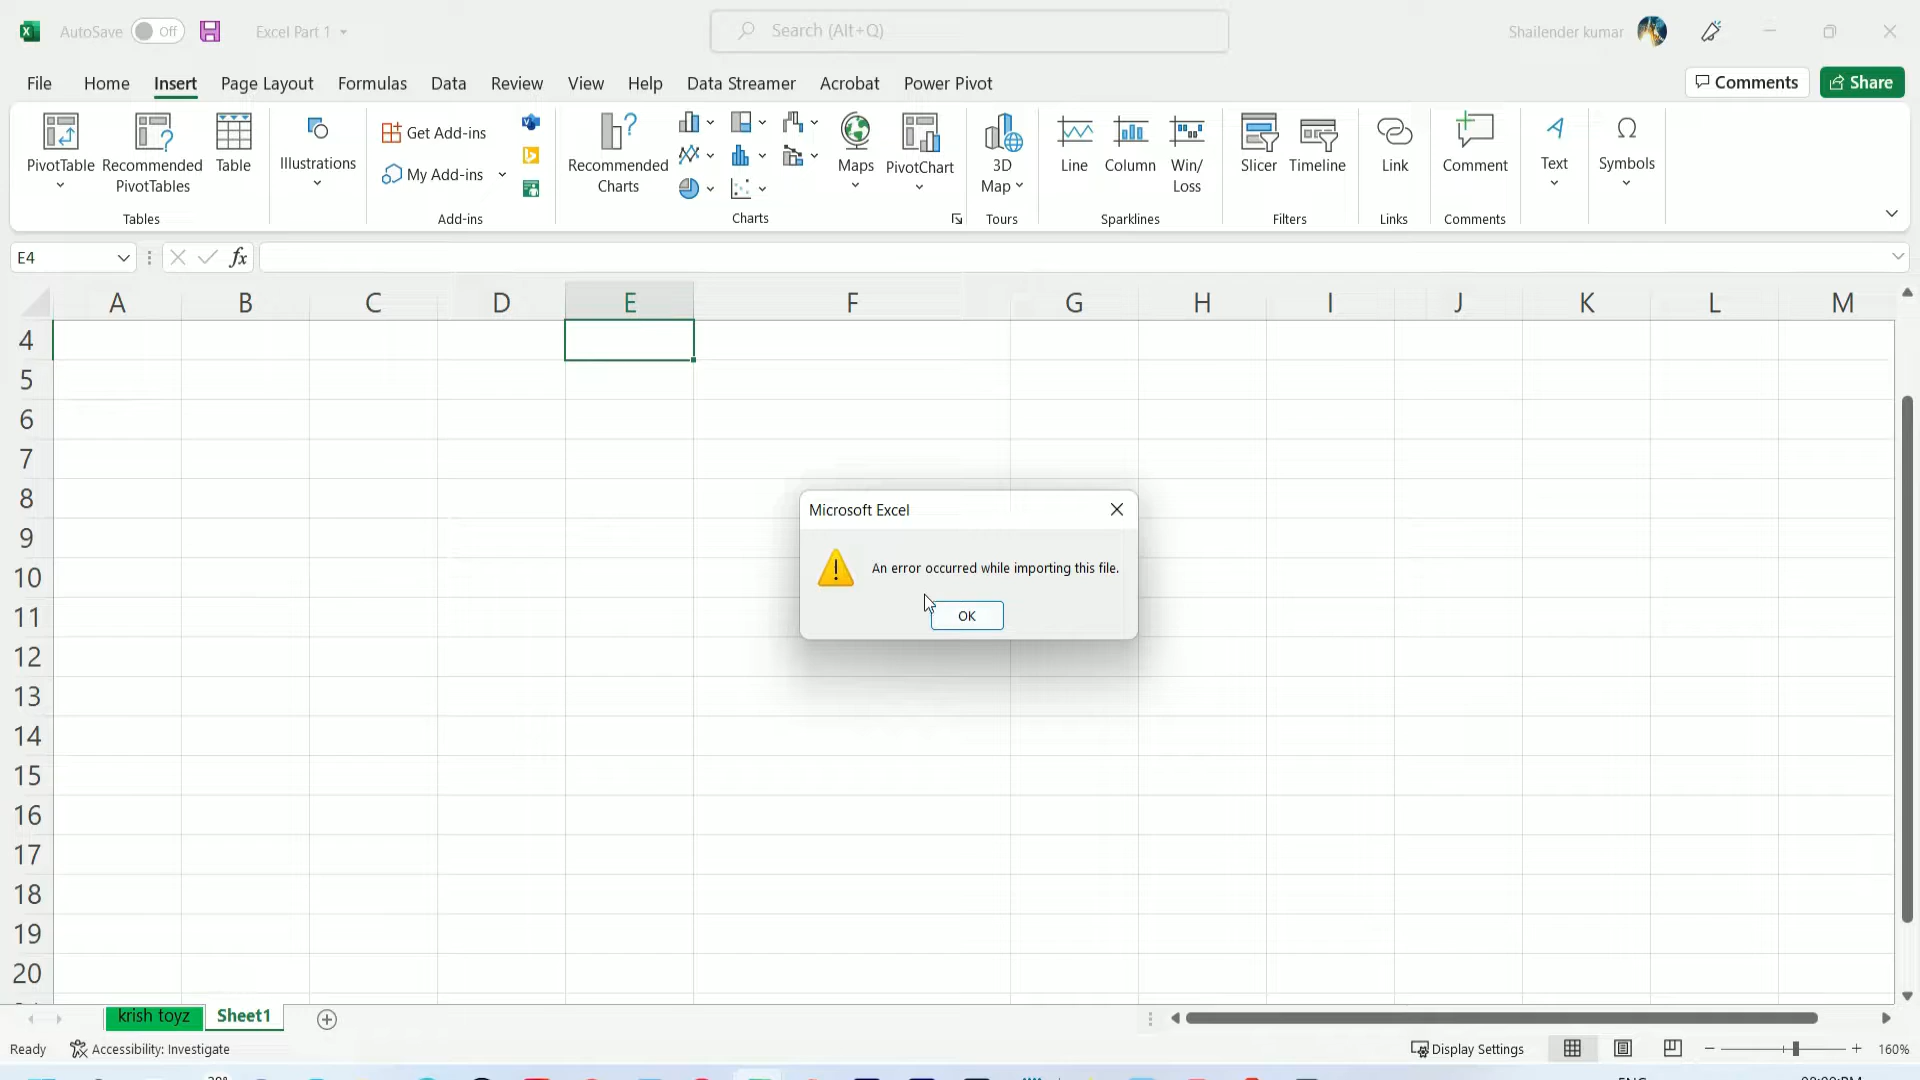 AutoSave Off Excel Part 1 Search (Alt+Q) Shailender kumar
File Home Insert Page Layout Formulas Data Review View Help Data Streamer Acrobat Power Pivot Comments Share
PivotTable Recommended PivotTables Table Illustrations Get Add-ins My Add-ins Recommended Charts Maps PivotChart 3D Map Line Column Win/Loss Slicer Timeline Link Comment Text Symbols
Tables Add-ins Charts Tours Sparklines Filters Links Comments
E4 fx
A B C D E F G H I J K L M
4
5
6
7
8
Microsoft Excel
9
An error occurred while importing this file.
10
11
OK
12
13
14
15
16
17
18
19
20
krish toyz Sheet1
Ready Accessibility: Investigate Display Settings 160%